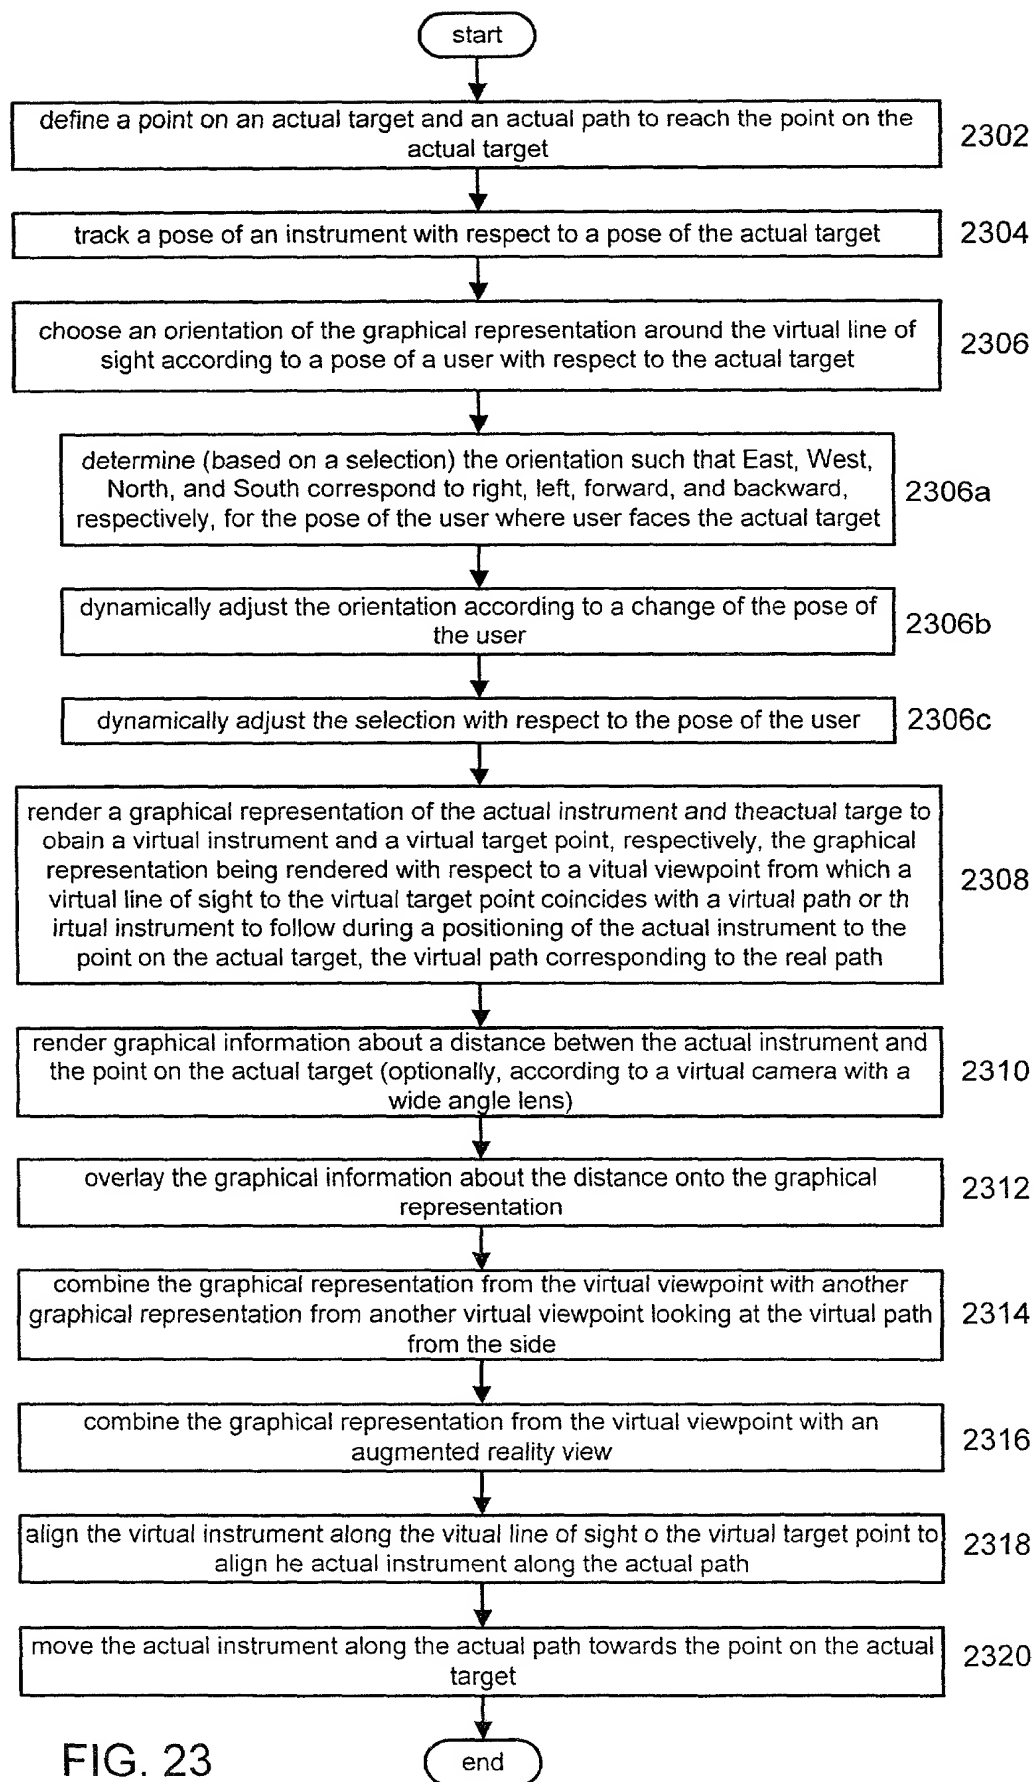 start
define a point on an actual target and an actual path to reach the point on the
actual target
2302
track a pose of an instrument with respect to a pose of the actual target
2304
choose an orientation of the graphical representation around the virtual line of
sight according to a pose of a user with respect to the actual target
2306
determine (based on a selection) the orientation such that East, West,
North, and South correspond to right, left, forward, and backward,
respectively, for the pose of the user where user faces the actual target
2306a
dynamically adjust the orientation according to a change of the pose of
the user
2306b
dynamically adjust the selection with respect to the pose of the user
2306c
render a graphical representation of the actual instrument and theactual targe to
obain a virtual instrument and a virtual target point, respectively, the graphical
representation being rendered with respect to a vitual viewpoint from which a
virtual line of sight to the virtual target point coincides with a virtual path or th
irtual instrument to follow during a positioning of the actual instrument to the
point on the actual target, the virtual path corresponding to the real path
2308
render graphical information about a distance betwen the actual instrument and
the point on the actual target (optionally, according to a virtual camera with a
wide angle lens)
2310
overlay the graphical information about the distance onto the graphical
representation
2312
combine the graphical representation from the virtual viewpoint with another
graphical representation from another virtual viewpoint looking at the virtual path
from the side
2314
combine the graphical representation from the virtual viewpoint with an
augmented reality view
2316
align the virtual instrument along the vitual line of sight o the virtual target point to
align he actual instrument along the actual path
2318
move the actual instrument along the actual path towards the point on the actual
target
2320
end
FIG. 23